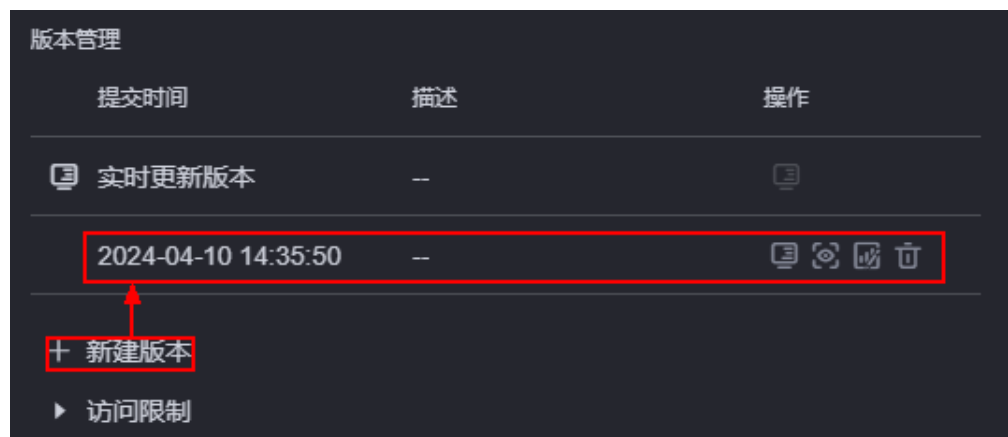 版本管理
提交时间 描述 操作
实时更新版本 --
2024-04-10 14:35:50 --
+ 新建版本
访问限制